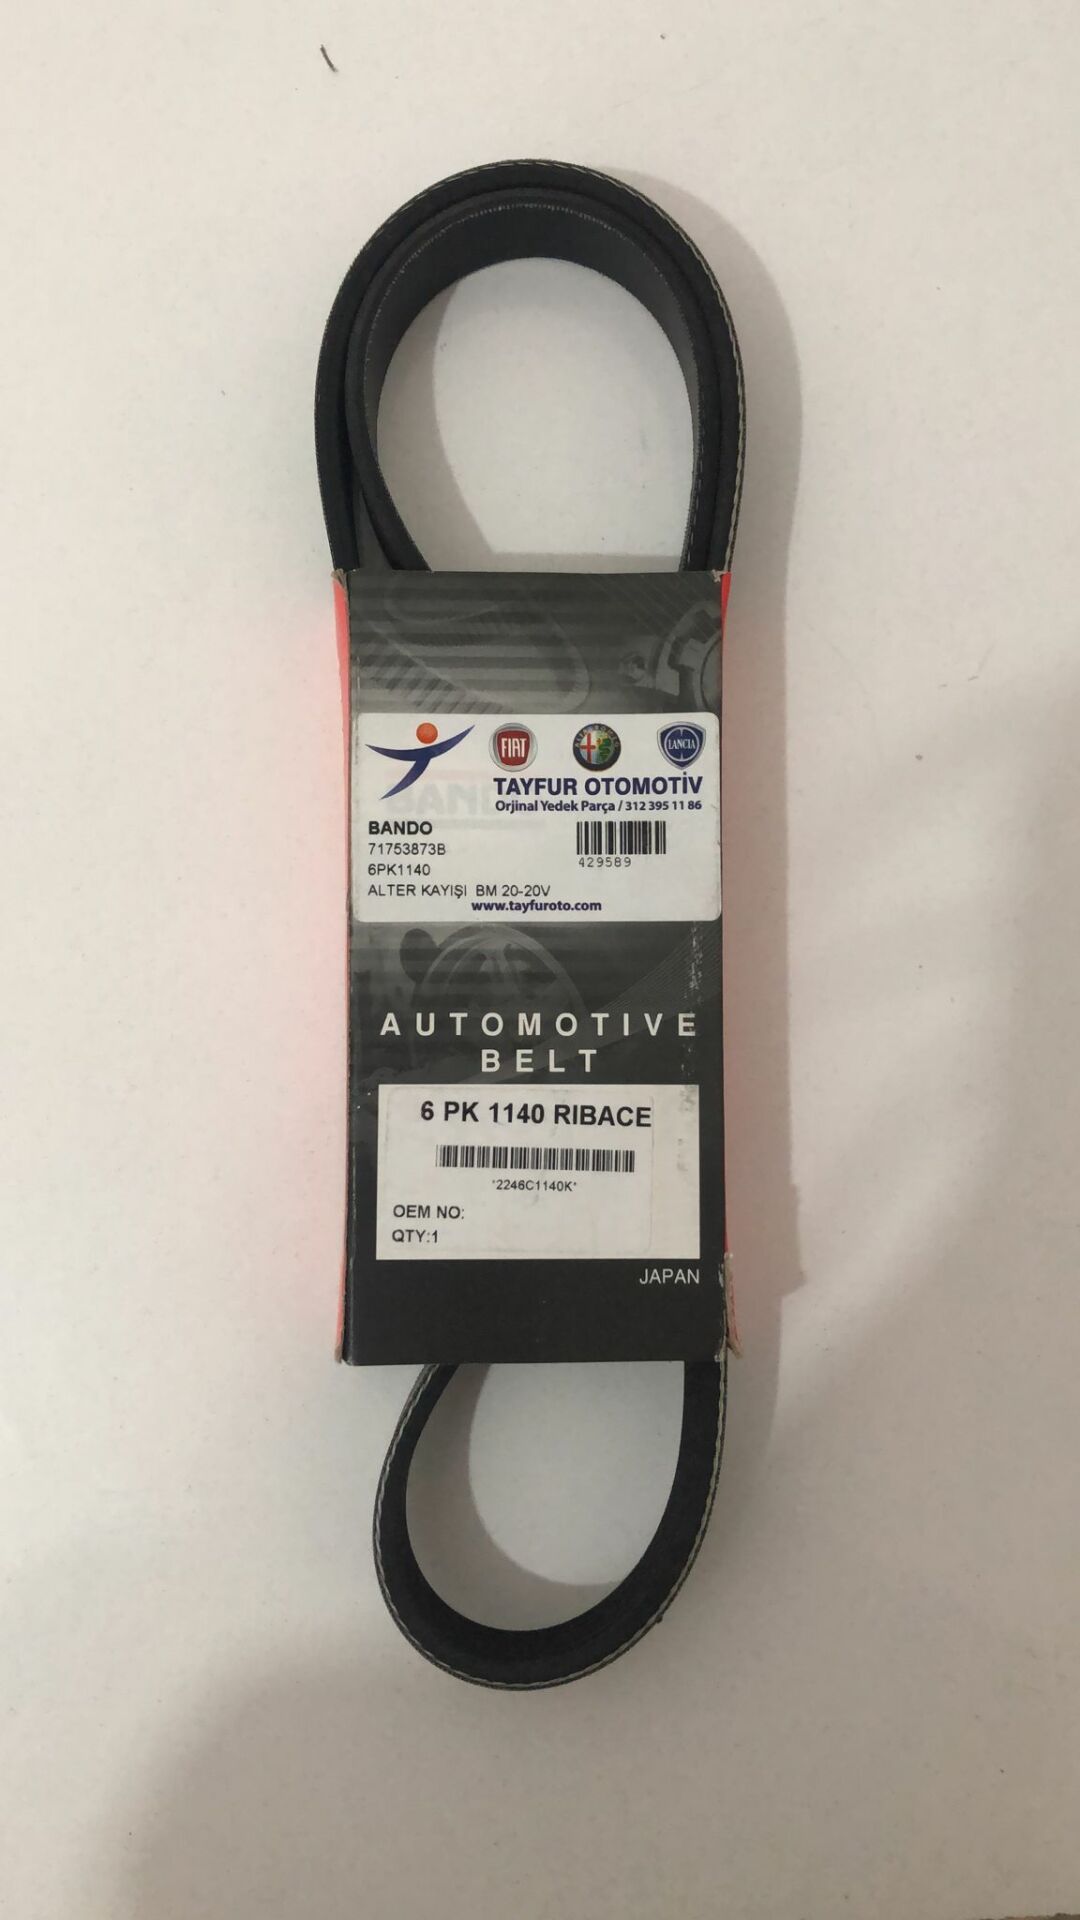 FIAT
LANCIA
TAYFUR OTOMOTİV
Orjinal Yedek Parça / 312 395 11 86
BANDO
71753873B
429589
6PK1140
ALTER KAYIŞI BM 20-20V
www.tayfuroto.com
AUTOMOTIVE
BELT
6 PK 1140 RIBACE
*2246C1140K*
OEM NO:
QTY:1
JAPAN